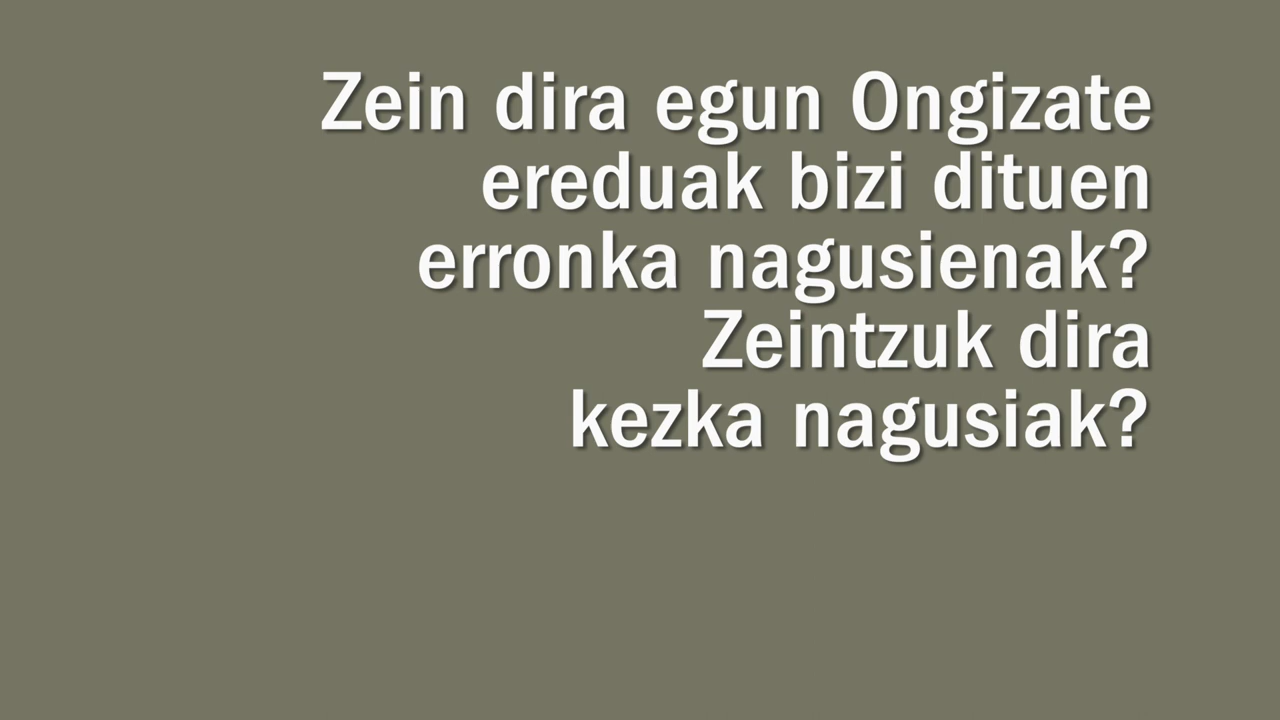 Zein dira egun Ongizate
ereduak bizi dituen
erronka nagusienak?
Zeintzuk dira
kezka nagusiak?